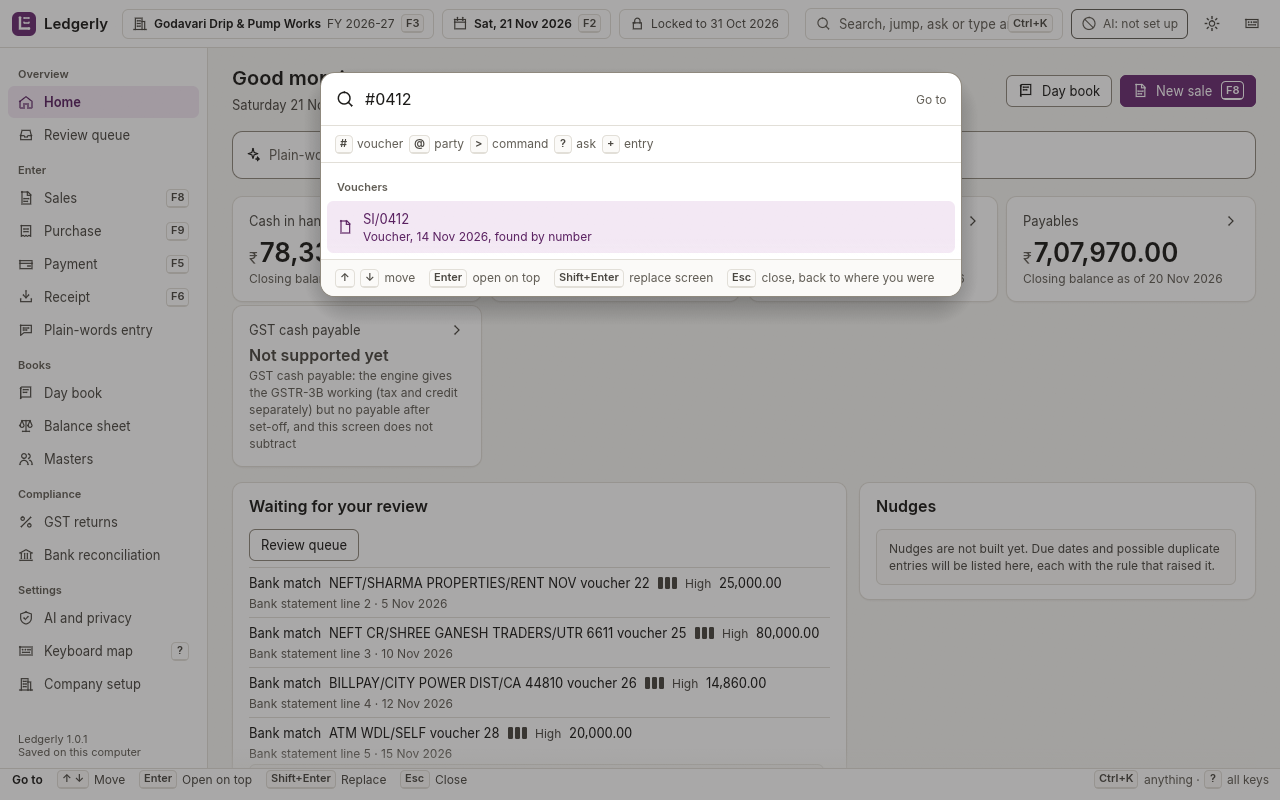 Ledgerly
Godavari Drip & Pump Works FY 2026-27 F3
Sat, 21 Nov 2026 F2
Locked to 31 Oct 2026
Search, jump, ask or type a Ctrl+K
AI: not set up
Overview
Home
Review queue
Enter
Sales F8
Purchase F9
Payment F5
Receipt F6
Plain-words entry
Books
Day book
Balance sheet
Masters
Compliance
GST returns
Bank reconciliation
Settings
AI and privacy
Keyboard map ?
Company setup
Ledgerly 1.0.1
Saved on this computer
Good
Saturday 21
Day book
New sale F8
#0412 Go to
# voucher @ party > command ? ask + entry
Vouchers
SI/0412
Voucher, 14 Nov 2026, found by number
↑ ↓ move Enter open on top Shift+Enter replace screen Esc close, back to where you were
Cash in
Payables
₹7,07,970.00
Closing balance as of 20 Nov 2026
GST cash payable
Not supported yet
GST cash payable: the engine gives
the GSTR-3B working (tax and credit
separately) but no payable after
set-off, and this screen does not
subtract
Waiting for your review
Review queue
Bank match NEFT/SHARMA PROPERTIES/RENT NOV voucher 22 High 25,000.00
Bank statement line 2 · 5 Nov 2026
Bank match NEFT CR/SHREE GANESH TRADERS/UTR 6611 voucher 25 High 80,000.00
Bank statement line 3 · 10 Nov 2026
Bank match BILLPAY/CITY POWER DIST/CA 44810 voucher 26 High 14,860.00
Bank statement line 4 · 12 Nov 2026
Bank match ATM WDL/SELF voucher 28 High 20,000.00
Bank statement line 5 · 15 Nov 2026
Nudges
Nudges are not built yet. Due dates and possible duplicate
entries will be listed here, each with the rule that raised it.
Go to ↑↓ Move Enter Open on top Shift+Enter Replace Esc Close
Ctrl+K anything · ? all keys